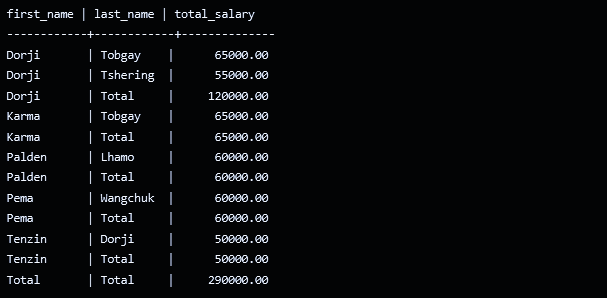 first_name | last_name | total_salary
------------+------------+--------------
Dorji | Tobgay | 65000.00
Dorji | Tshering | 55000.00
Dorji | Total | 120000.00
Karma | Tobgay | 65000.00
Karma | Total | 65000.00
Palden | Lhamo | 60000.00
Palden | Total | 60000.00
Pema | Wangchuk | 60000.00
Pema | Total | 60000.00
Tenzin | Dorji | 50000.00
Tenzin | Total | 50000.00
Total | Total | 290000.00